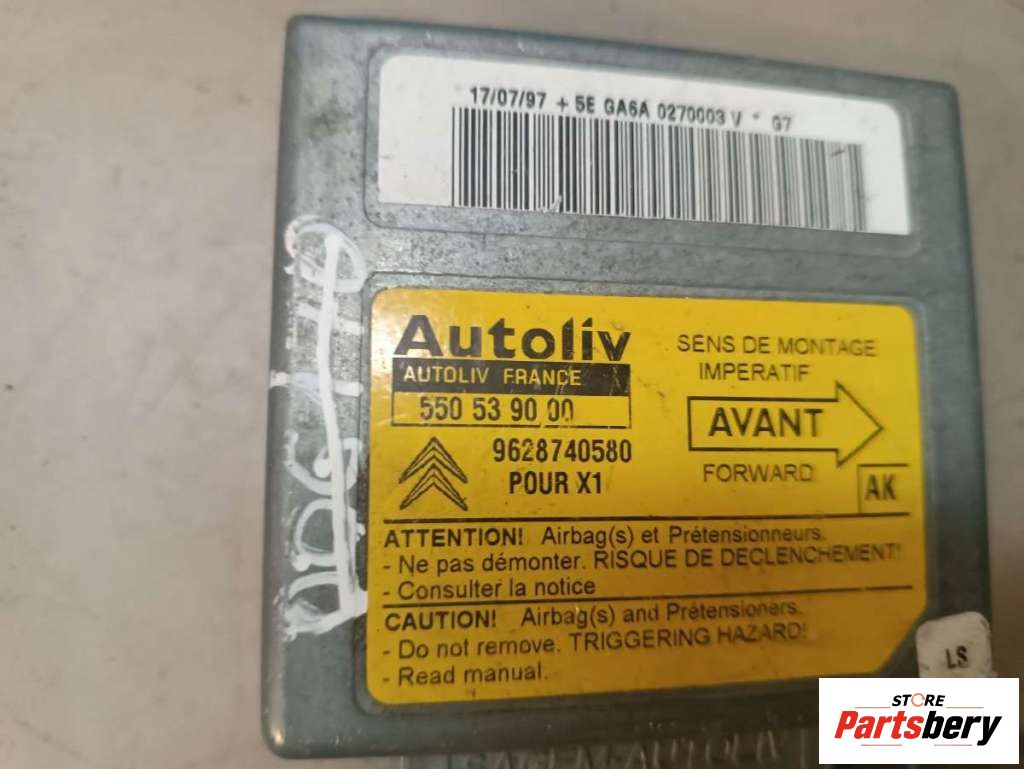 17/07/97 + 5E GA6A 0270003 V * G7
Autoliv
AUTOLIV FRANCE
550 53 90 00
9628740580
POUR X1
SENS DE MONTAGE
IMPERATIF
AVANT
FORWARD
AK
ATTENTION! Airbag(s) et Prétensionneurs.
- Ne pas démonter. RISQUE DE DECLENCHEMENT!
- Consulter la notice
CAUTION! Airbag(s) and Prétensioners.
- Do not remove. TRIGGERING HAZARD!
- Read manual.
LS
STORE
Partsbery